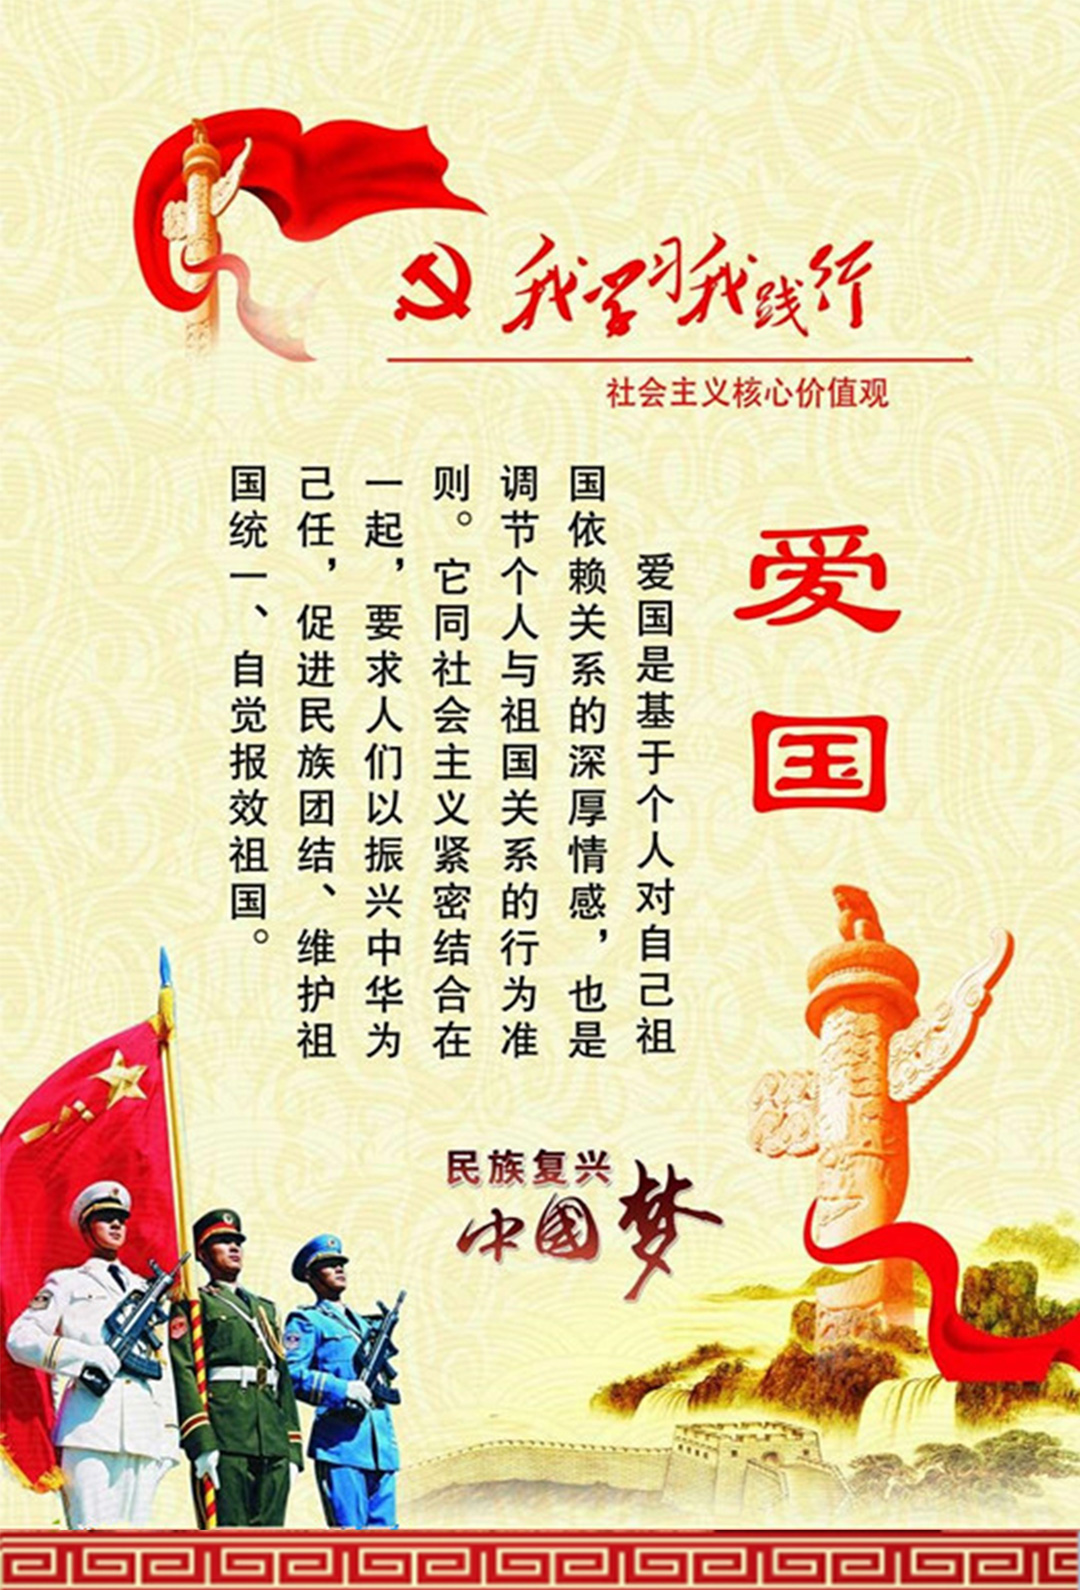 我学习我践行
社会主义核心价值观
爱国
爱国是基于个人对自己祖
国依赖关系的深厚情感，也是
调节个人与祖国关系的行为准
则。它同社会主义紧密结合在
一起，要求人们以振兴中华为
己任，促进民族团结、维护祖
国统一、自觉报效祖国。
民族复兴
中国梦